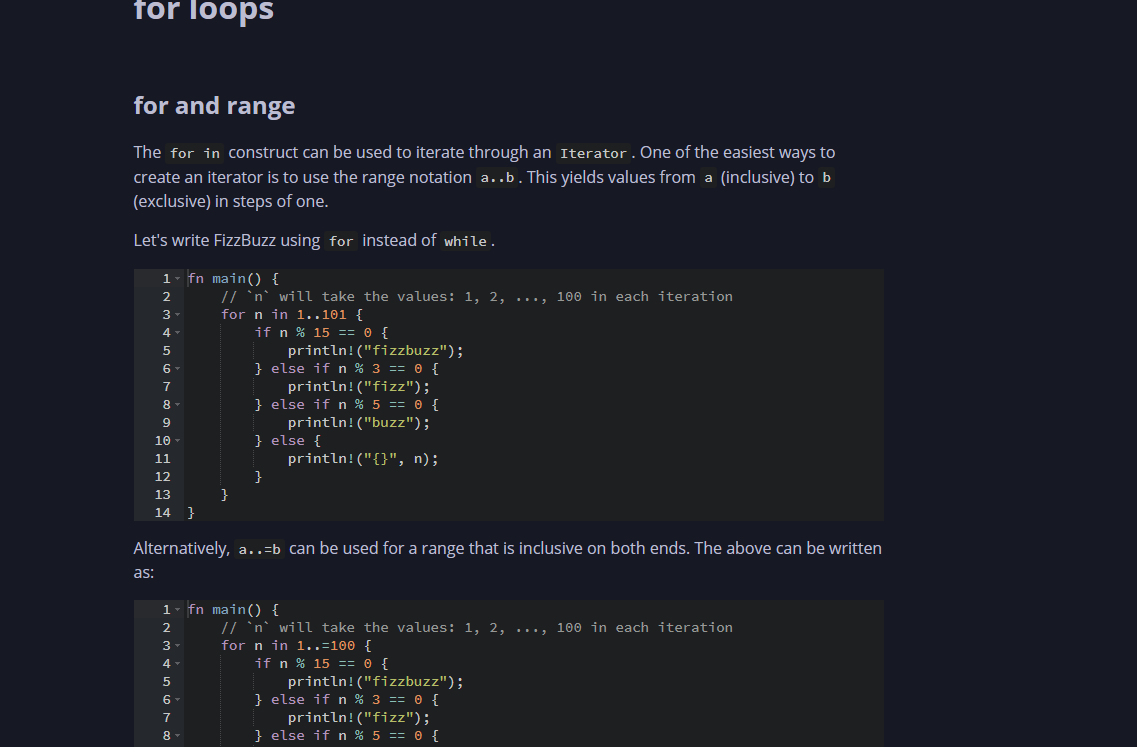 for loops
for and range
The for in construct can be used to iterate through an Iterator. One of the easiest ways to
create an iterator is to use the range notation a..b. This yields values from a (inclusive) to b
(exclusive) in steps of one.
Let's write FizzBuzz using for instead of while.
1 fn main() {
2     // `n` will take the values: 1, 2, ..., 100 in each iteration
3     for n in 1..101 {
4         if n % 15 == 0 {
5             println!("fizzbuzz");
6         } else if n % 3 == 0 {
7             println!("fizz");
8         } else if n % 5 == 0 {
9             println!("buzz");
10         } else {
11             println!("{}", n);
12         }
13     }
14 }
Alternatively, a..=b can be used for a range that is inclusive on both ends. The above can be written
as:
1 fn main() {
2     // `n` will take the values: 1, 2, ..., 100 in each iteration
3     for n in 1..=100 {
4         if n % 15 == 0 {
5             println!("fizzbuzz");
6         } else if n % 3 == 0 {
7             println!("fizz");
8         } else if n % 5 == 0 {